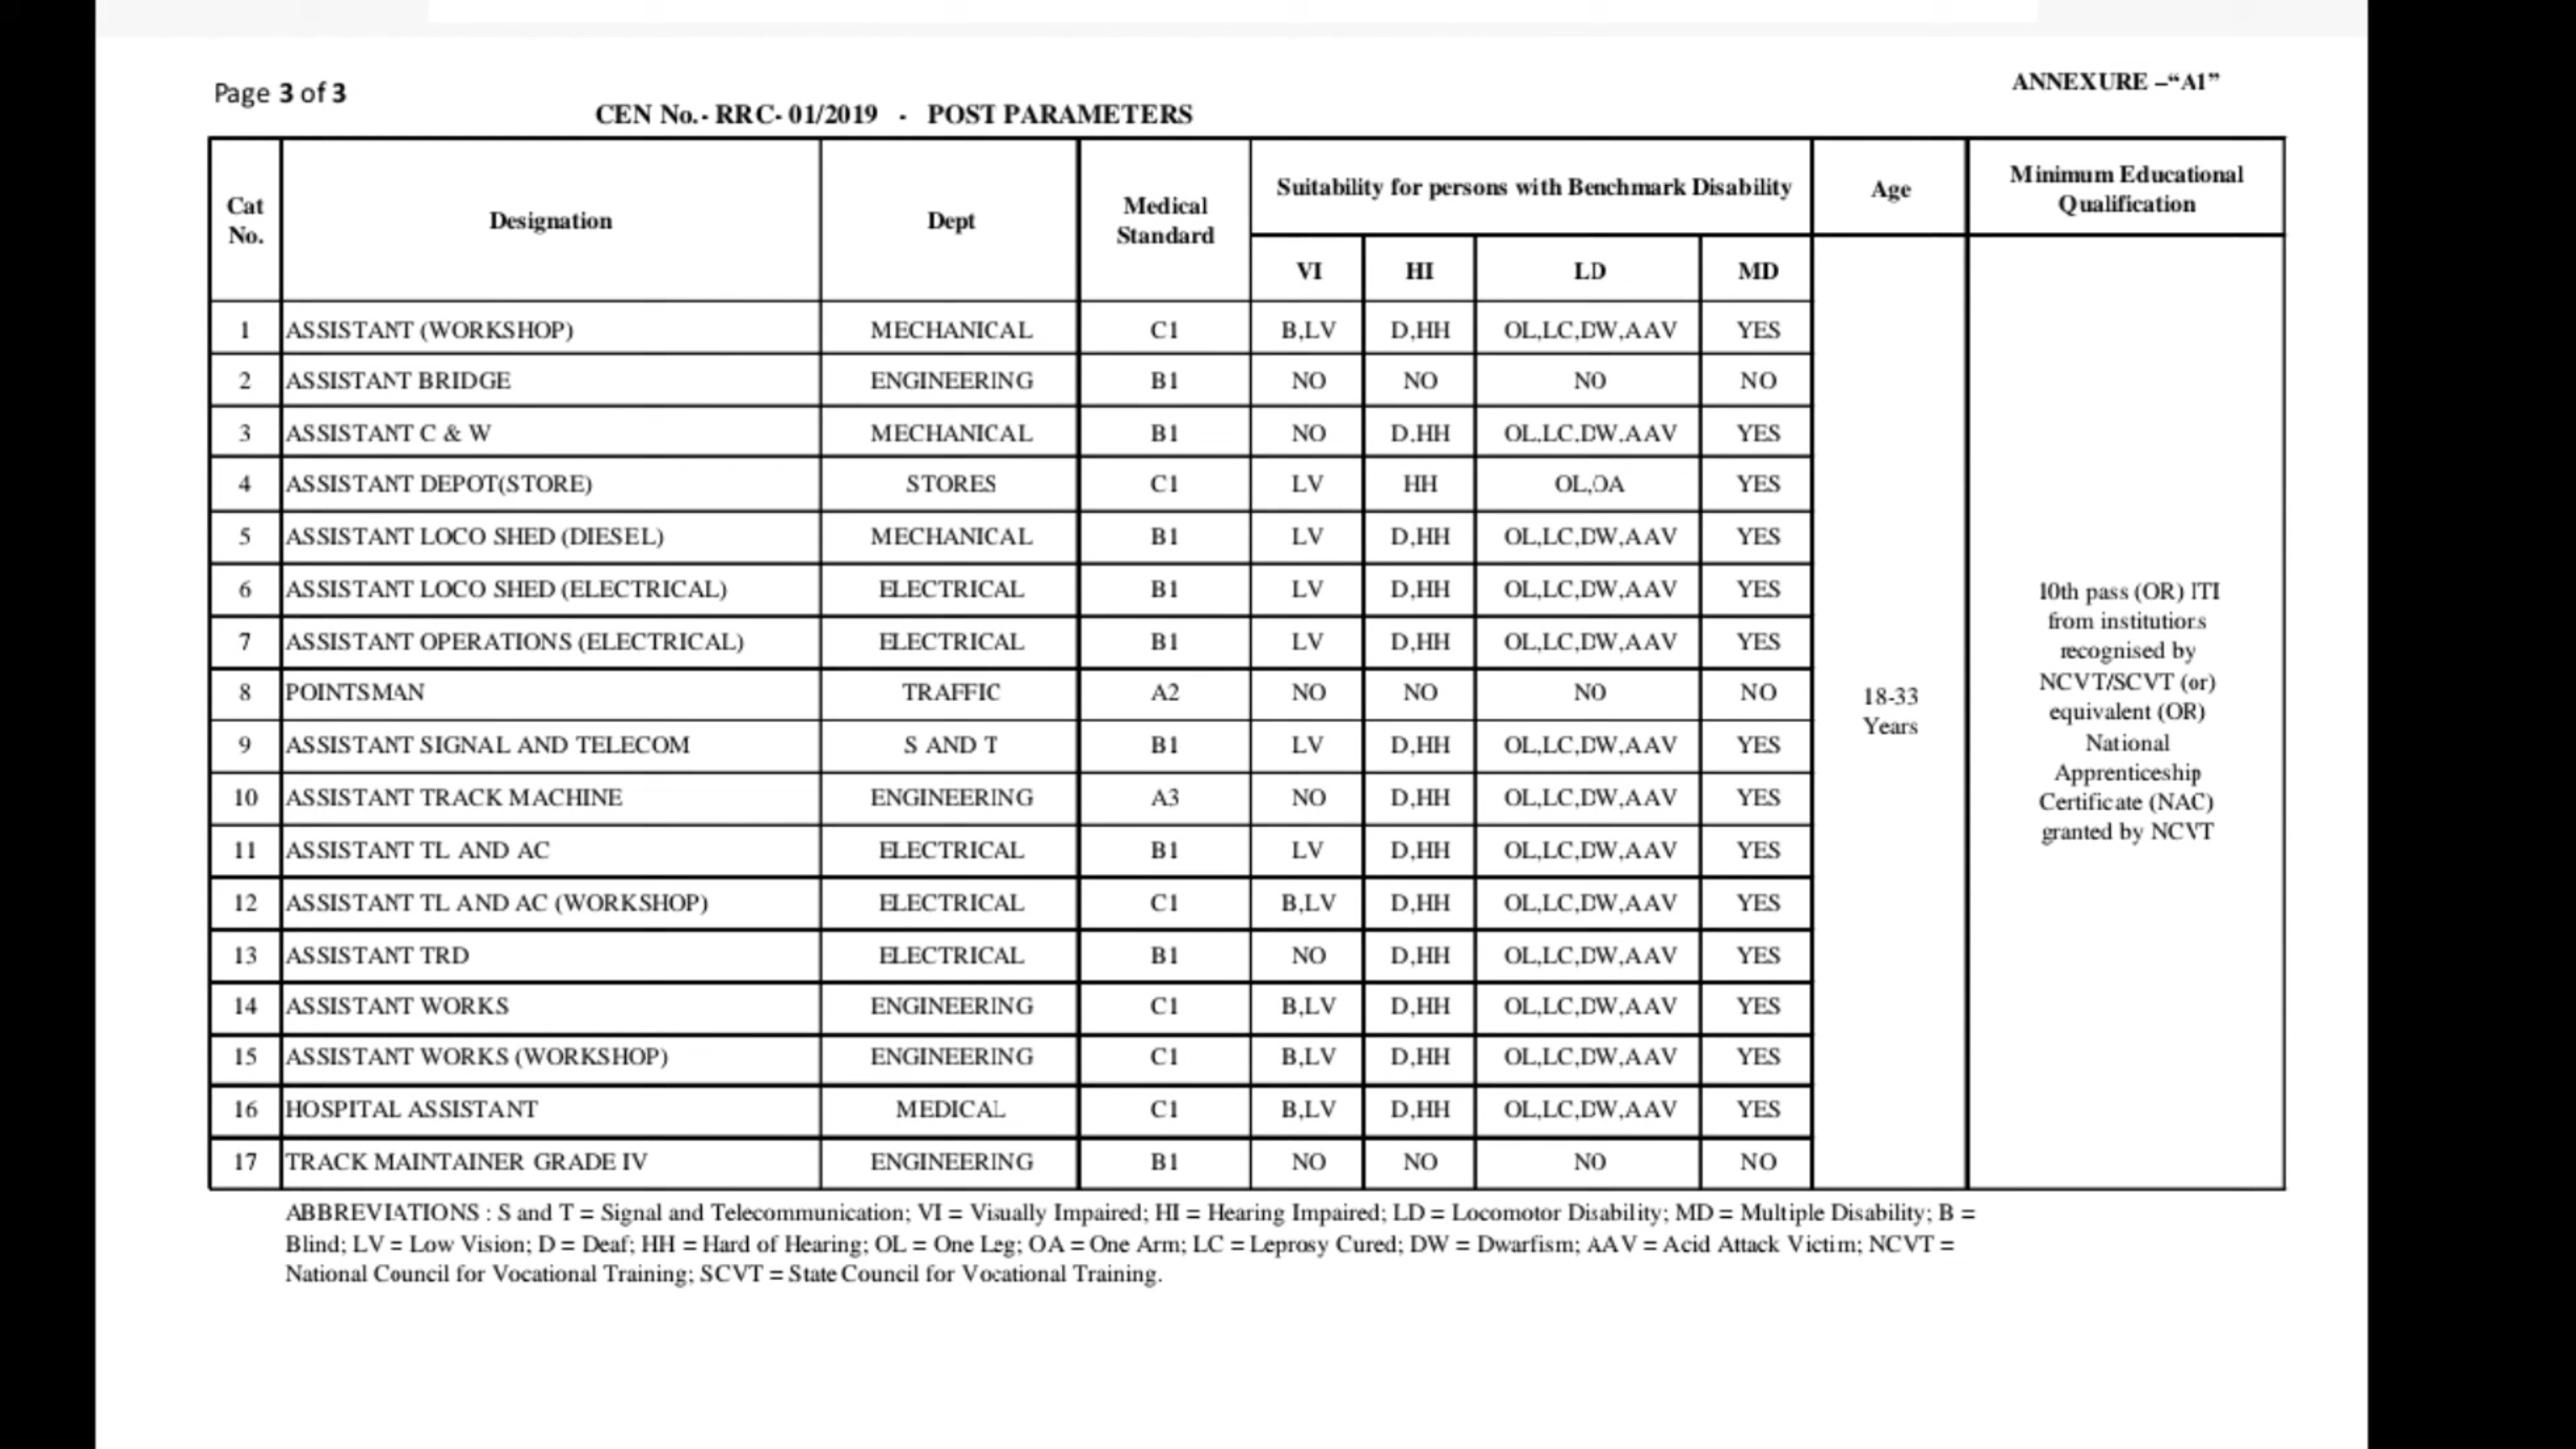 Page 3 of 3
ANNEXURE –“A1”
CEN No.- RRC- 01/2019 - POST PARAMETERS
Cat No. Designation Dept Medical Standard Suitability for persons with Benchmark Disability Age Minimum Educational Qualification
VI HI LD MD
1 ASSISTANT (WORKSHOP) MECHANICAL C1 B,LV D,HH OL,LC,DW,AAV YES
2 ASSISTANT BRIDGE ENGINEERING B1 NO NO NO NO
3 ASSISTANT C & W MECHANICAL B1 NO D.HH OL.LC.DW.AAV YES
4 ASSISTANT DEPOT(STORE) STORES C1 LV HH OL,OA YES
5 ASSISTANT LOCO SHED (DIESEL) MECHANICAL B1 LV D,HH OL,LC,DW,AAV YES
6 ASSISTANT LOCO SHED (ELECTRICAL) ELECTRICAL B1 LV D,HH OL,LC,DW,AAV YES
7 ASSISTANT OPERATIONS (ELECTRICAL) ELECTRICAL B1 LV D,HH OL,LC,DW,AAV YES
8 POINTSMAN TRAFFIC A2 NO NO NO NO
9 ASSISTANT SIGNAL AND TELECOM S AND T B1 LV D,HH OL,LC,DW,AAV YES
10 ASSISTANT TRACK MACHINE ENGINEERING A3 NO D,HH OL,LC,DW,AAV YES
11 ASSISTANT TL AND AC ELECTRICAL B1 LV D,HH OL,LC,DW,AAV YES
12 ASSISTANT TL AND AC (WORKSHOP) ELECTRICAL C1 B,LV D,HH OL,LC,DW,AAV YES
13 ASSISTANT TRD ELECTRICAL B1 NO D,HH OL,LC,DW,AAV YES
14 ASSISTANT WORKS ENGINEERING C1 B,LV D,HH OL,LC,DW,AAV YES
15 ASSISTANT WORKS (WORKSHOP) ENGINEERING C1 B,LV D,HH OL,LC,DW,AAV YES
16 HOSPITAL ASSISTANT MEDICAL C1 B,LV D,HH OL,LC,DW,AAV YES
17 TRACK MAINTAINER GRADE IV ENGINEERING B1 NO NO NO NO
18-33
Years
10th pass (OR) ITI
from institutions
recognised by
NCVT/SCVT (or)
equivalent (OR)
National
Apprenticeship
Certificate (NAC)
granted by NCVT
ABBREVIATIONS : S and T = Signal and Telecommunication; VI = Visually Impaired; HI = Hearing Impaired; LD = Locomotor Disability; MD = Multiple Disability; B =
Blind; LV = Low Vision; D = Deaf; HH = Hard of Hearing; OL = One Leg; OA = One Arm; LC = Leprosy Cured; DW = Dwarfism; AAV = Acid Attack Victim; NCVT =
National Council for Vocational Training; SCVT = State Council for Vocational Training.